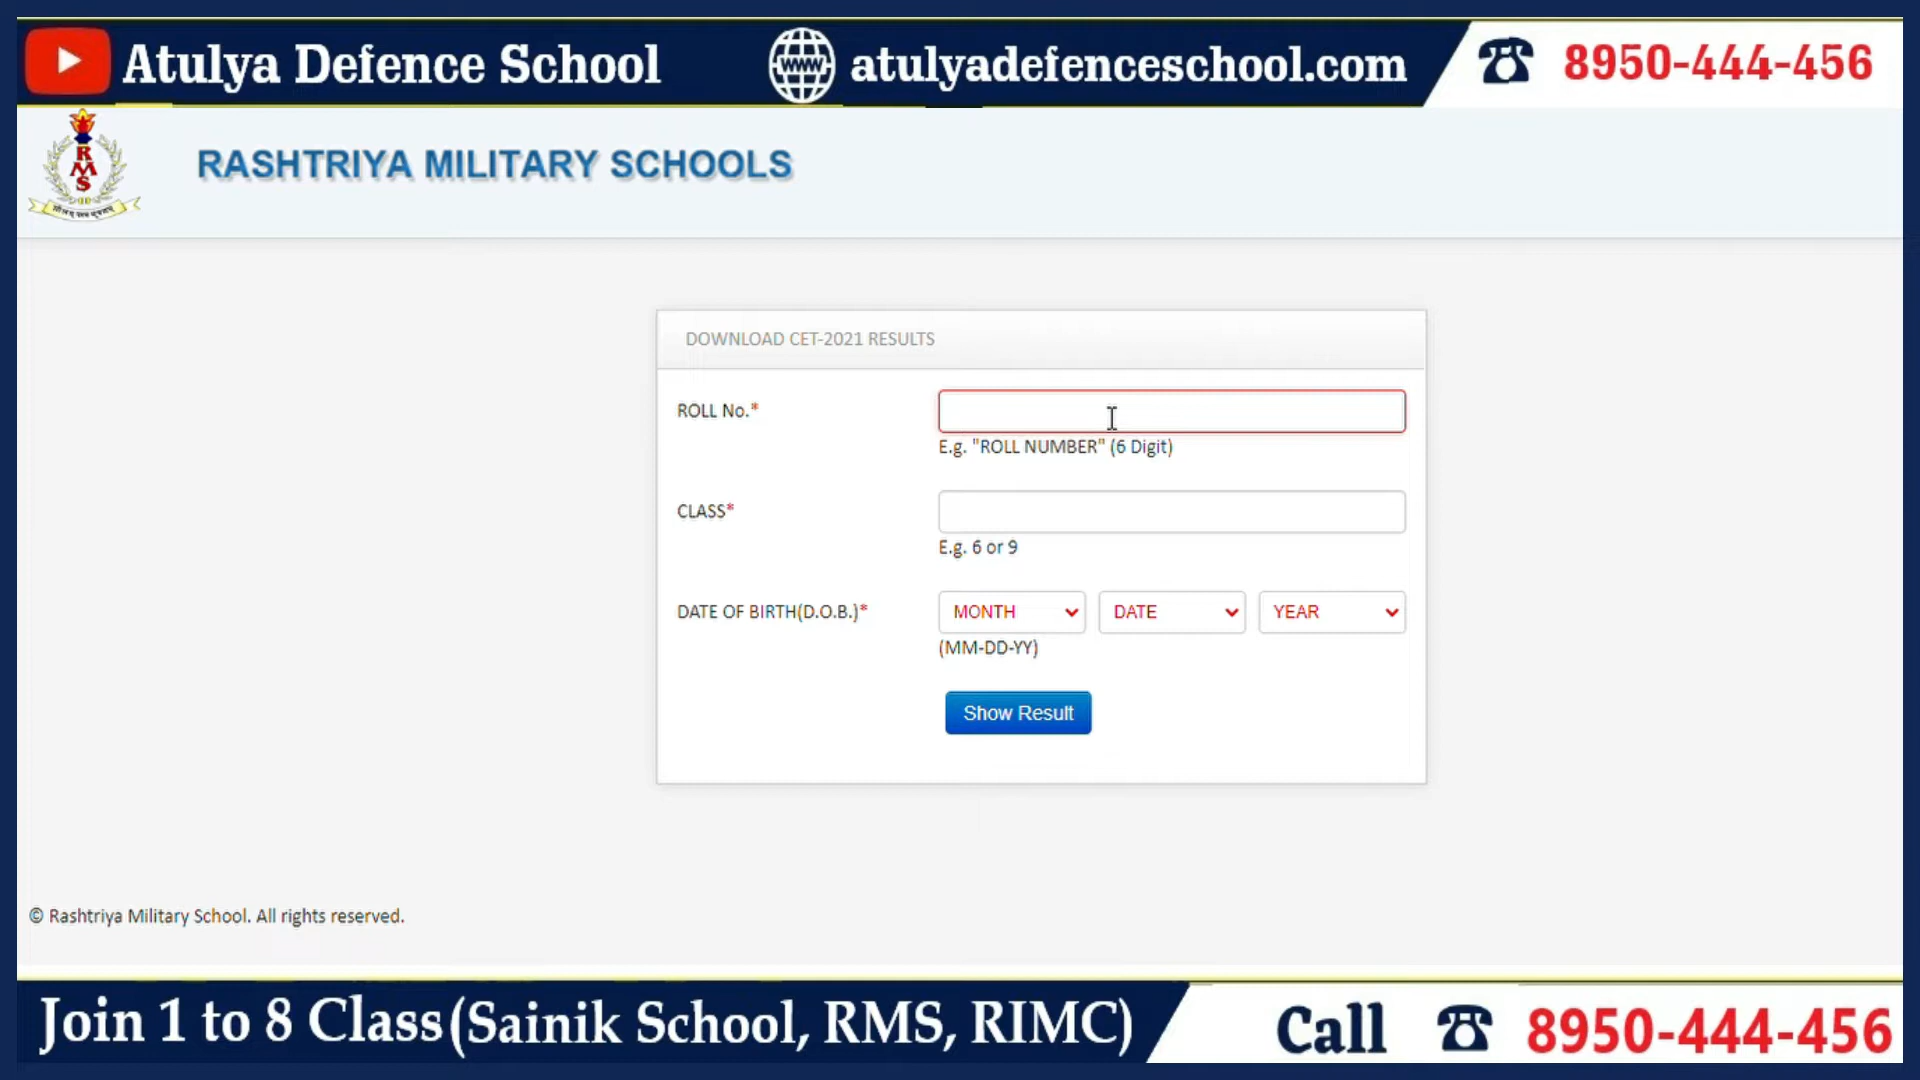 Atulya Defence School
www
atulyadefenceschool.com
8950-444-456
RMS
RASHTRIYA MILITARY SCHOOLS
DOWNLOAD CET-2021 RESULTS
ROLL No.*
E.g. "ROLL NUMBER" (6 Digit)
CLASS*
E.g. 6 or 9
DATE OF BIRTH(D.O.B.)* MONTH DATE YEAR
(MM-DD-YY)
Show Result
© Rashtriya Military School. All rights reserved.
Join 1 to 8 Class (Sainik School, RMS, RIMC)
Call 8950-444-456